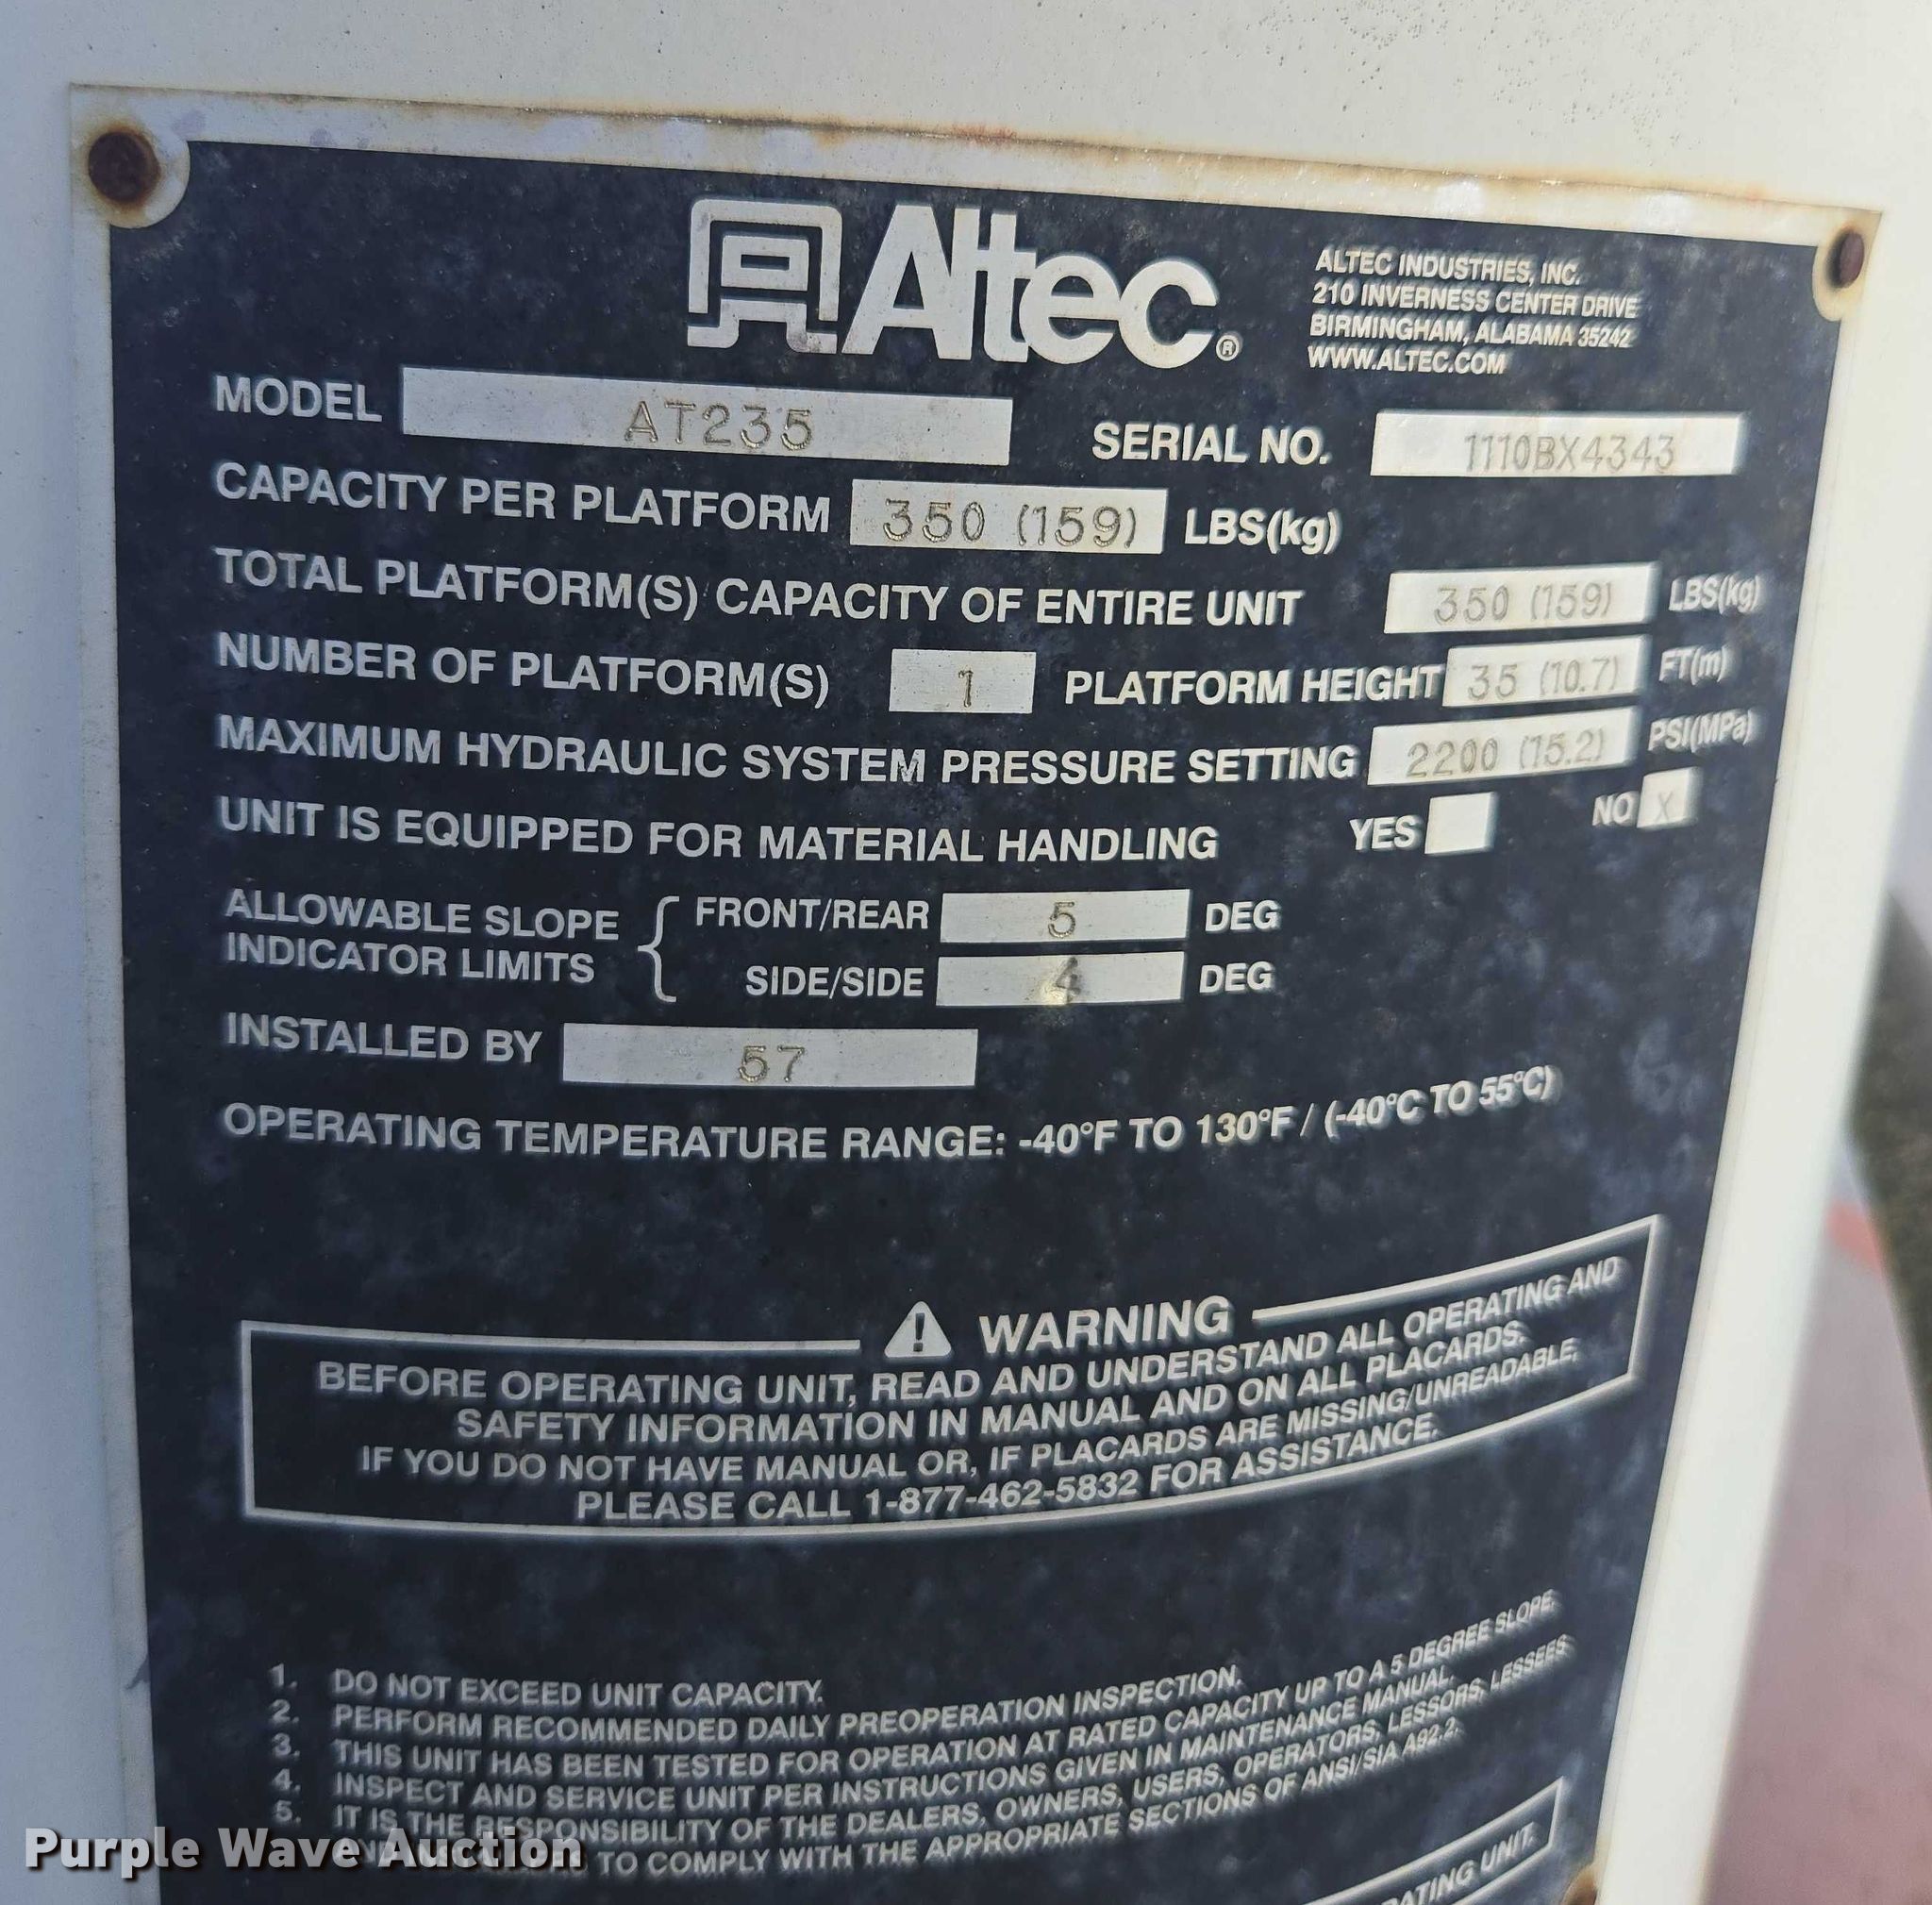 Altec®
ALTEC INDUSTRIES, INC.
210 INVERNESS CENTER DRIVE
BIRMINGHAM, ALABAMA 35242
WWW.ALTEC.COM
MODEL AT235 SERIAL NO. 1110BX4343
CAPACITY PER PLATFORM 350 (159) LBS(kg)
TOTAL PLATFORM(S) CAPACITY OF ENTIRE UNIT 350 (159) LBS(kg)
NUMBER OF PLATFORM(S) 1 PLATFORM HEIGHT 35 (10.7) FT(m)
MAXIMUM HYDRAULIC SYSTEM PRESSURE SETTING 2200 (15.2) PSI(MPa)
UNIT IS EQUIPPED FOR MATERIAL HANDLING YES NO X
ALLOWABLE SLOPE INDICATOR LIMITS
FRONT/REAR 5 DEG
SIDE/SIDE 4 DEG
INSTALLED BY 57
OPERATING TEMPERATURE RANGE: -40°F TO 130°F / (-40°C TO 55°C)
WARNING
BEFORE OPERATING UNIT, READ AND UNDERSTAND ALL OPERATING AND
SAFETY INFORMATION IN MANUAL AND ON ALL PLACARDS.
IF YOU DO NOT HAVE MANUAL OR, IF PLACARDS ARE MISSING/UNREADABLE,
PLEASE CALL 1-877-462-5832 FOR ASSISTANCE.
1. DO NOT EXCEED UNIT CAPACITY.
2. PERFORM RECOMMENDED DAILY PREOPERATION INSPECTION.
3. THIS UNIT HAS BEEN TESTED FOR OPERATION AT RATED CAPACITY UP TO A 5 DEGREE SLOPE.
4. INSPECT AND SERVICE UNIT PER INSTRUCTIONS GIVEN IN MAINTENANCE MANUAL.
5. IT IS THE RESPONSIBILITY OF THE DEALERS, OWNERS, USERS, OPERATORS, LESSORS, LESSEES
TO COMPLY WITH THE APPROPRIATE SECTIONS OF ANSI/SIA A92.2.
UNIT.
Purple Wave Auction